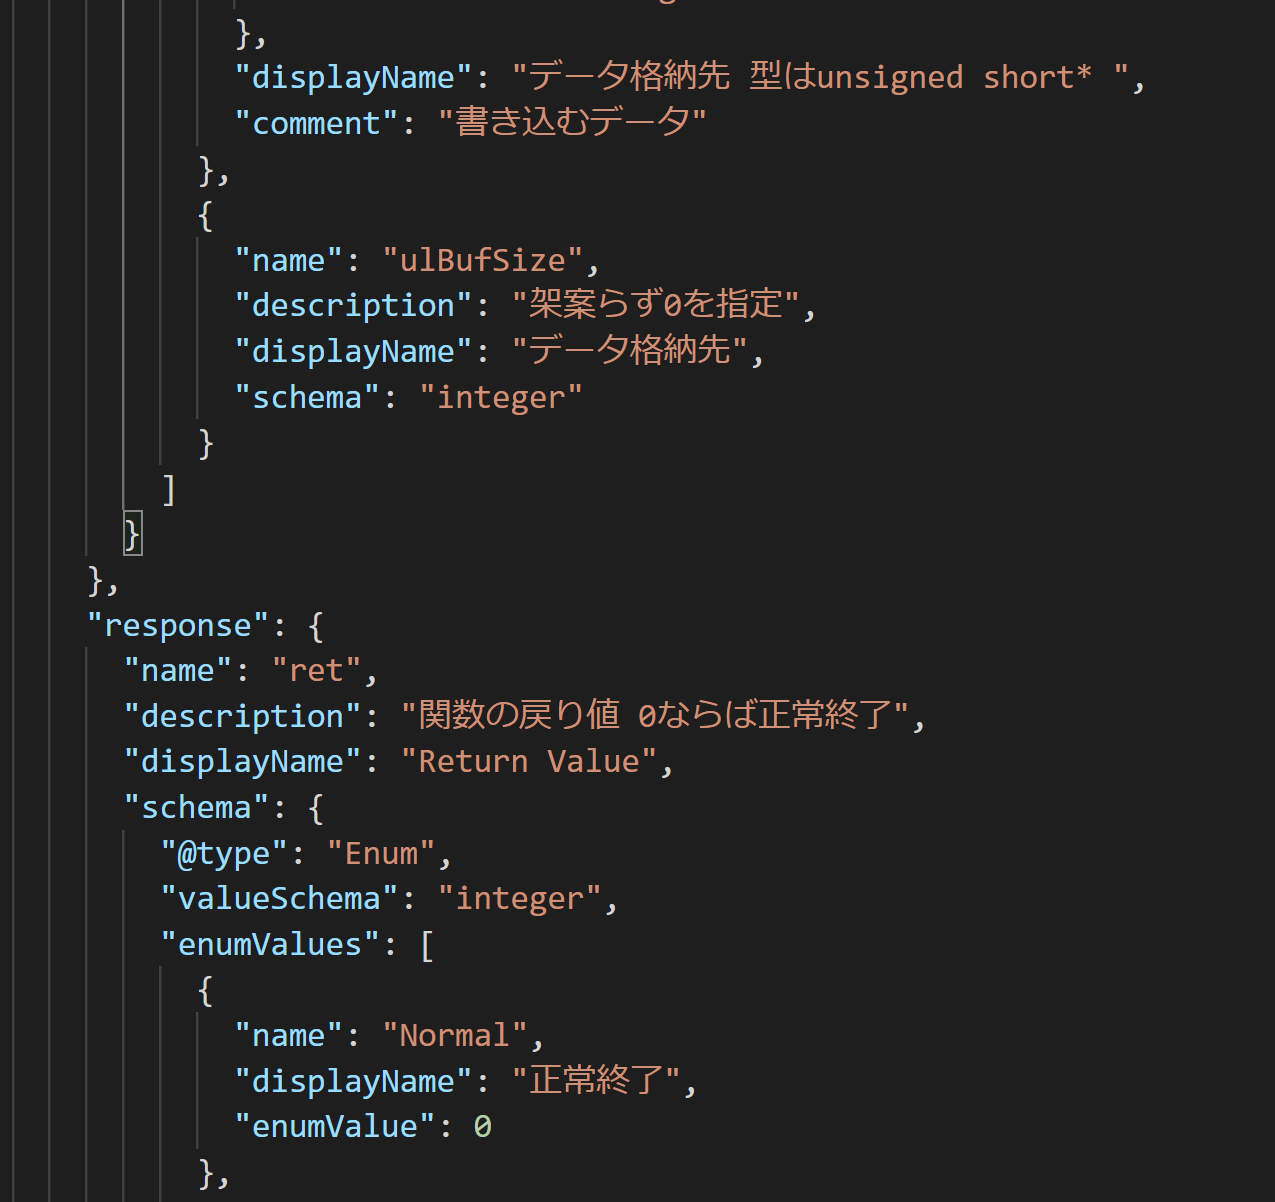 },
"displayName": "データ格納先 型はunsigned short* ",
"comment": "書き込むデータ"
},
{
"name": "ulBufSize",
"description": "架案らず0を指定",
"displayName": "データ格納先",
"schema": "integer"
}
]
}
},
"response": {
"name": "ret",
"description": "関数の戻り値 0ならば正常終了",
"displayName": "Return Value",
"schema": {
"@type": "Enum",
"valueSchema": "integer",
"enumValues": [
{
"name": "Normal",
"displayName": "正常終了",
"enumValue": 0
},